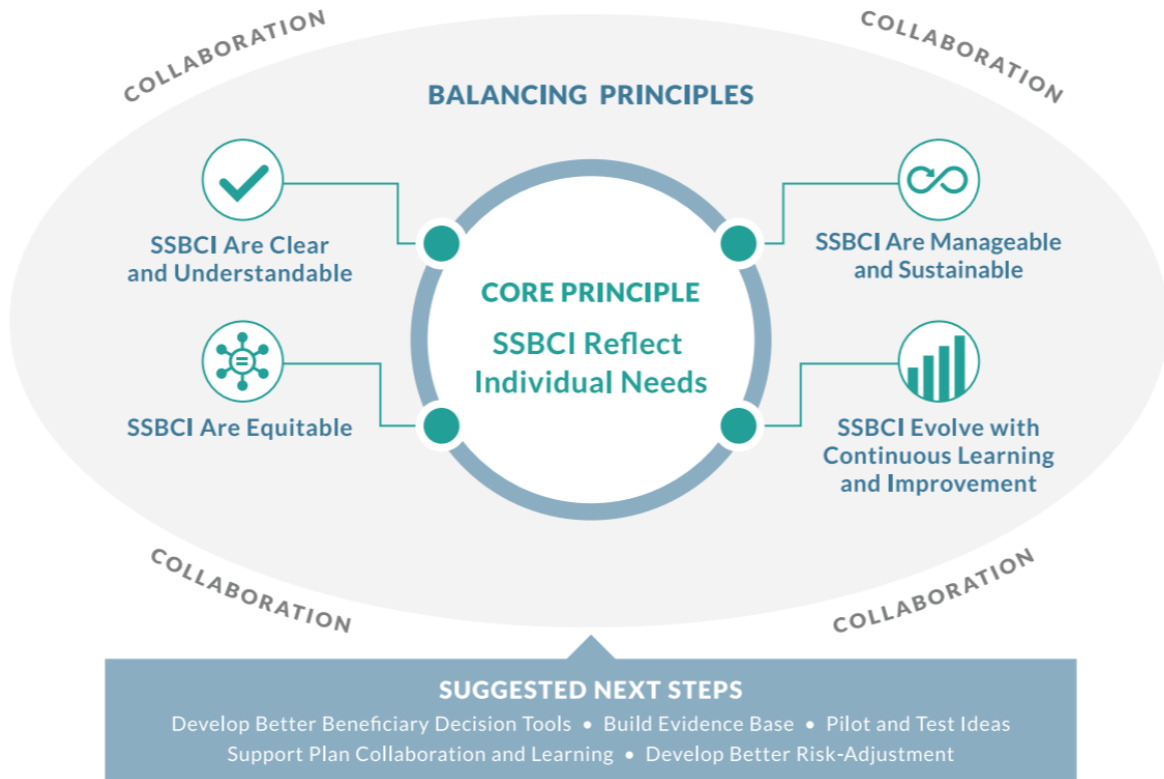 COLLABORATION
COLLABORATION
BALANCING PRINCIPLES
SSBCI Are Clear
and Understandable
SSBCI Are Manageable
and Sustainable
CORE PRINCIPLE
SSBCI Reflect
Individual Needs
SSBCI Are Equitable
SSBCI Evolve with
Continuous Learning
and Improvement
COLLABORATION
COLLABORATION
SUGGESTED NEXT STEPS
Develop Better Beneficiary Decision Tools • Build Evidence Base • Pilot and Test Ideas
Support Plan Collaboration and Learning • Develop Better Risk-Adjustment